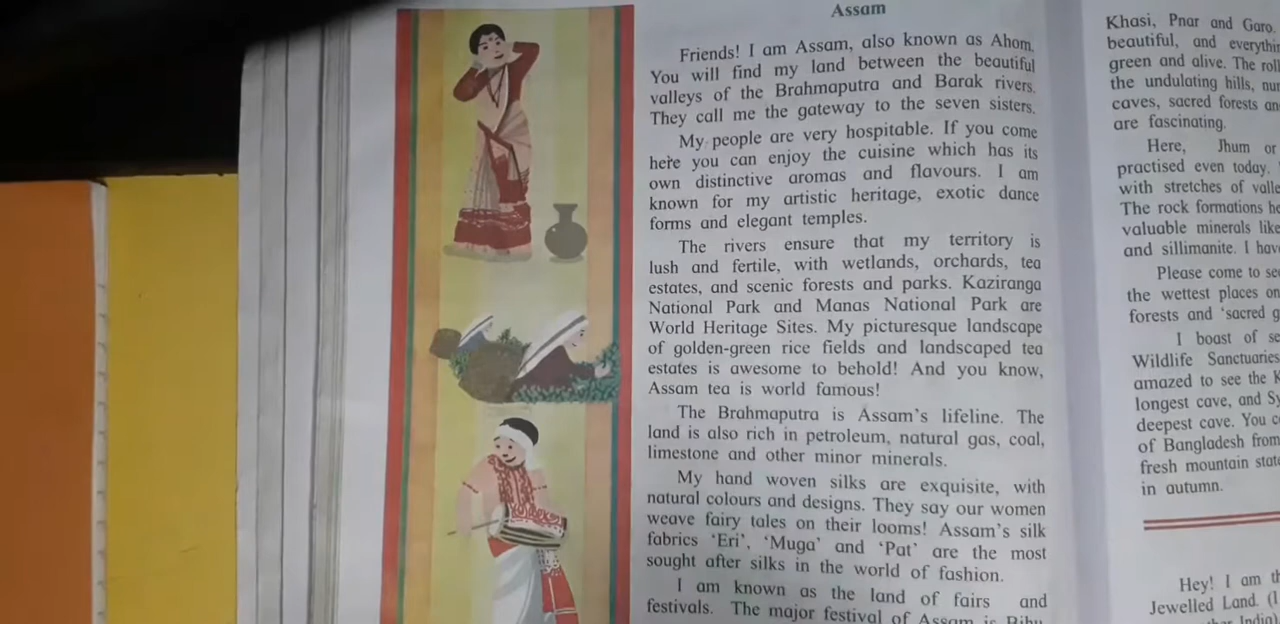 Assam
Friends! I am Assam, also known as Ahom.
You will find my land between the beautiful
valleys of the Brahmaputra and Barak rivers.
They call me the gateway to the seven sisters.
My people are very hospitable. If you come
here you can enjoy the cuisine which has its
own distinctive aromas and flavours. I am
known for my artistic heritage, exotic dance
forms and elegant temples.
The rivers ensure that my territory is
lush and fertile, with wetlands, orchards, tea
estates, and scenic forests and parks. Kaziranga
National Park and Manas National Park are
World Heritage Sites. My picturesque landscape
of golden-green rice fields and landscaped tea
estates is awesome to behold! And you know,
Assam tea is world famous!
The Brahmaputra is Assam's lifeline. The
land is also rich in petroleum, natural gas, coal,
limestone and other minor minerals.
My hand woven silks are exquisite, with
natural colours and designs. They say our women
weave fairy tales on their looms! Assam's silk
fabrics 'Eri', 'Muga' and 'Pat' are the most
sought after silks in the world of fashion.
I am known as the land of fairs and
festivals. The major festival of Assam is Bihu
Khasi, Pnar and Garo.
beautiful, and
green and alive. The
the undulating hills,
caves, sacred forests
are fascinating.
Here, Jhum or
practised even today.
with stretches of
The rock formations
valuable minerals like
and sillimanite. I
Please come to
the wettest places on
forests and 'sacred
I boast of
Wildlife Sanctuaries
amazed to see the
longest cave, and
deepest cave. You
of Bangladesh from
fresh mountain
in autumn.
Hey! I am
Jewelled Land.